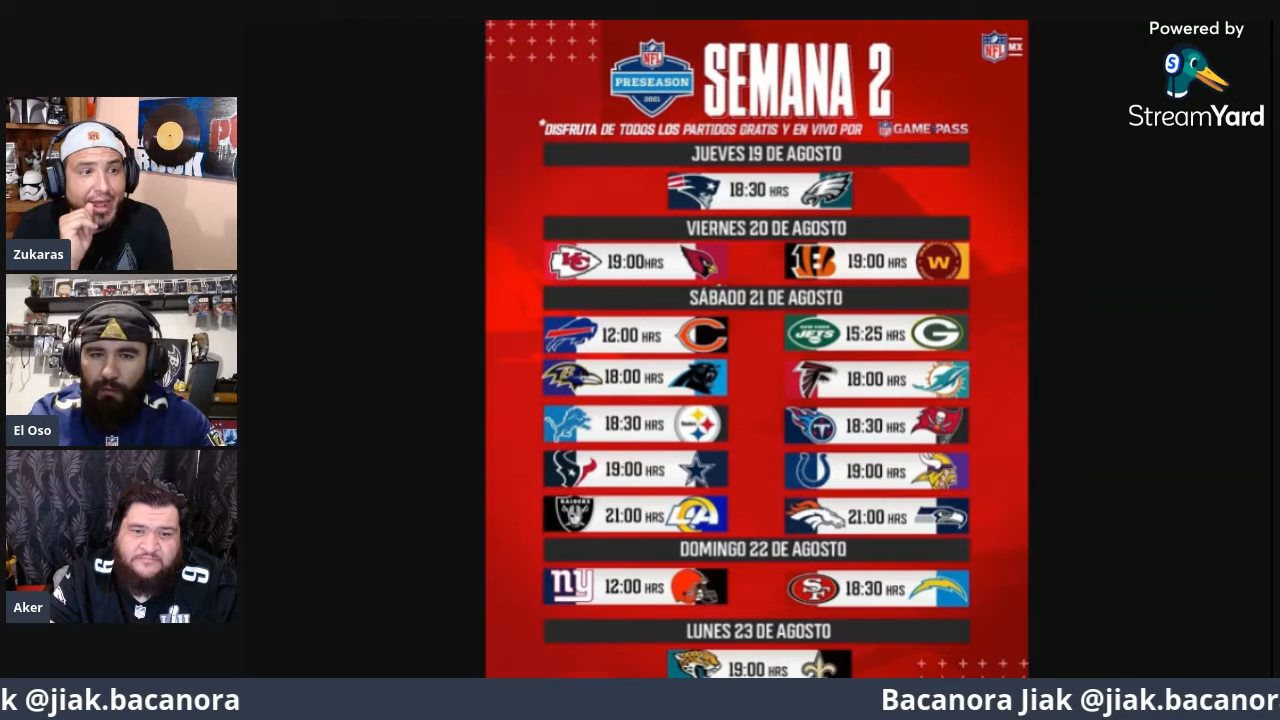 Powered by
StreamYard
NFL
PRESEASON
2021
SEMANA 2
NFL MX
*DISFRUTA DE TODOS LOS PARTIDOS GRATIS Y EN VIVO POR NFL GAME PASS
JUEVES 19 DE AGOSTO
18:30 HRS
VIERNES 20 DE AGOSTO
19:00 HRS
19:00 HRS
W
SÁBADO 21 DE AGOSTO
12:00 HRS
NEW YORK JETS 15:25 HRS G
18:00 HRS
18:00 HRS
18:30 HRS Steelers
18:30 HRS
19:00 HRS
19:00 HRS
RAIDERS 21:00 HRS LA
21:00 HRS
DOMINGO 22 DE AGOSTO
ny 12:00 HRS
SF 18:30 HRS
LUNES 23 DE AGOSTO
19:00 HRS
Zukaras
El Oso
Aker
k @jiak.bacanora
Bacanora Jiak @jiak.bacanor